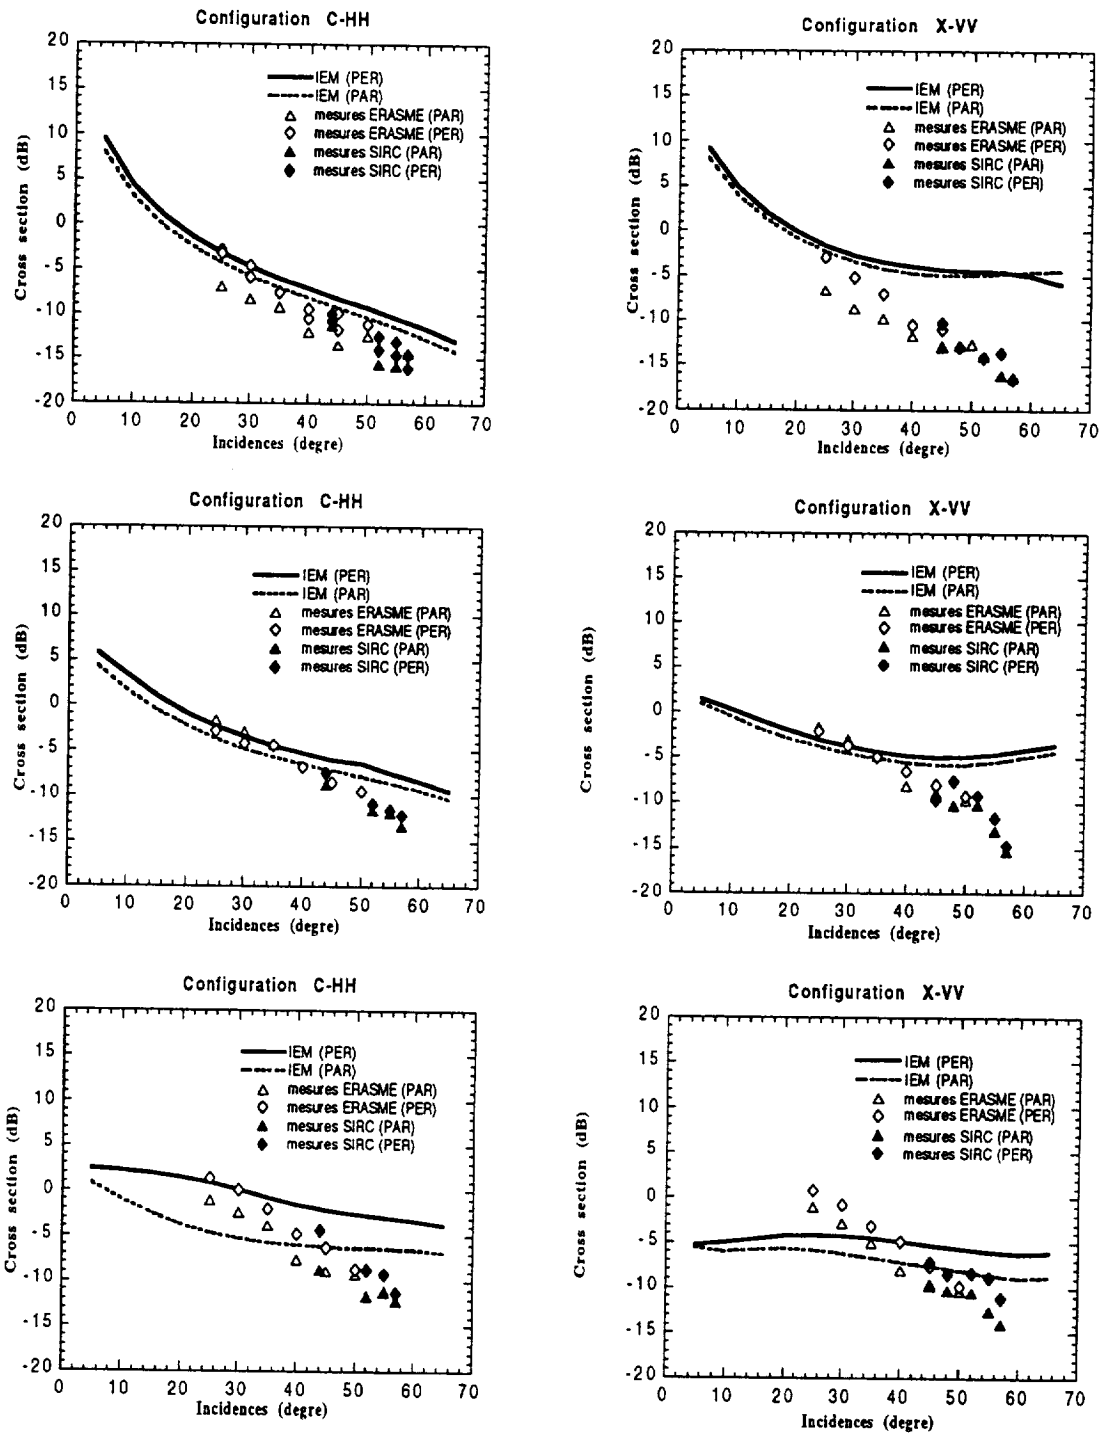 Configuration C-HH
20
15
10
5
0
-5
-10
-15
-20
Cross section (dB)
IEM (PER)
IEM (PAR)
mesures ERASME (PAR)
mesures ERASME (PER)
mesures SIRC (PAR)
mesures SIRC (PER)
0 10 20 30 40 50 60 70
Incidences (degre)
Configuration X-VV
20
15
10
5
0
-5
-10
-15
-20
Cross section (dB)
IEM (PER)
IEM (PAR)
mesures ERASME (PAR)
mesures ERASME (PER)
mesures SIRC (PAR)
mesures SIRC (PER)
0 10 20 30 40 50 60 70
Incidences (degre)
Configuration C-HH
20
15
10
5
0
-5
-10
-15
-20
Cross section (dB)
IEM (PER)
IEM (PAR)
mesures ERASME (PAR)
mesures ERASME (PER)
mesures SIRC (PAR)
mesures SIRC (PER)
0 10 20 30 40 50 60 70
Incidences (degre)
Configuration X-VV
20
15
10
5
0
-5
-10
-15
-20
Cross section (dB)
IEM (PER)
IEM (PAR)
mesures ERASME (PAR)
mesures ERASME (PER)
mesures SIRC (PAR)
mesures SIRC (PER)
0 10 20 30 40 50 60 70
Incidences (degre)
Configuration C-HH
20
15
10
5
0
-5
-10
-15
-20
Cross section (dB)
IEM (PER)
IEM (PAR)
mesures ERASME (PAR)
mesures ERASME (PER)
mesures SIRC (PAR)
mesures SIRC (PER)
0 10 20 30 40 50 60 70
Incidences (degre)
Configuration X-VV
20
15
10
5
0
-5
-10
-15
-20
Cross section (dB)
IEM (PER)
IEM (PAR)
mesures ERASME (PAR)
mesures ERASME (PER)
mesures SIRC (PAR)
mesures SIRC (PER)
0 10 20 30 40 50 60 70
Incidences (degre)